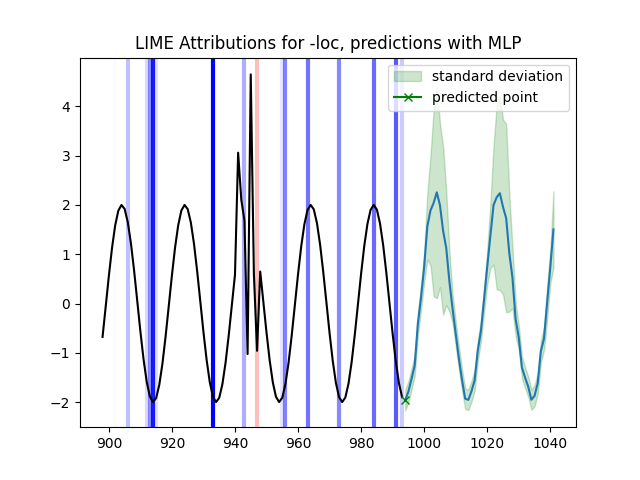 LIME Attributions for -loc, predictions with MLP
standard deviation
predicted point
4
3
2
1
0
−1
−2
900 920 940 960 980 1000 1020 1040